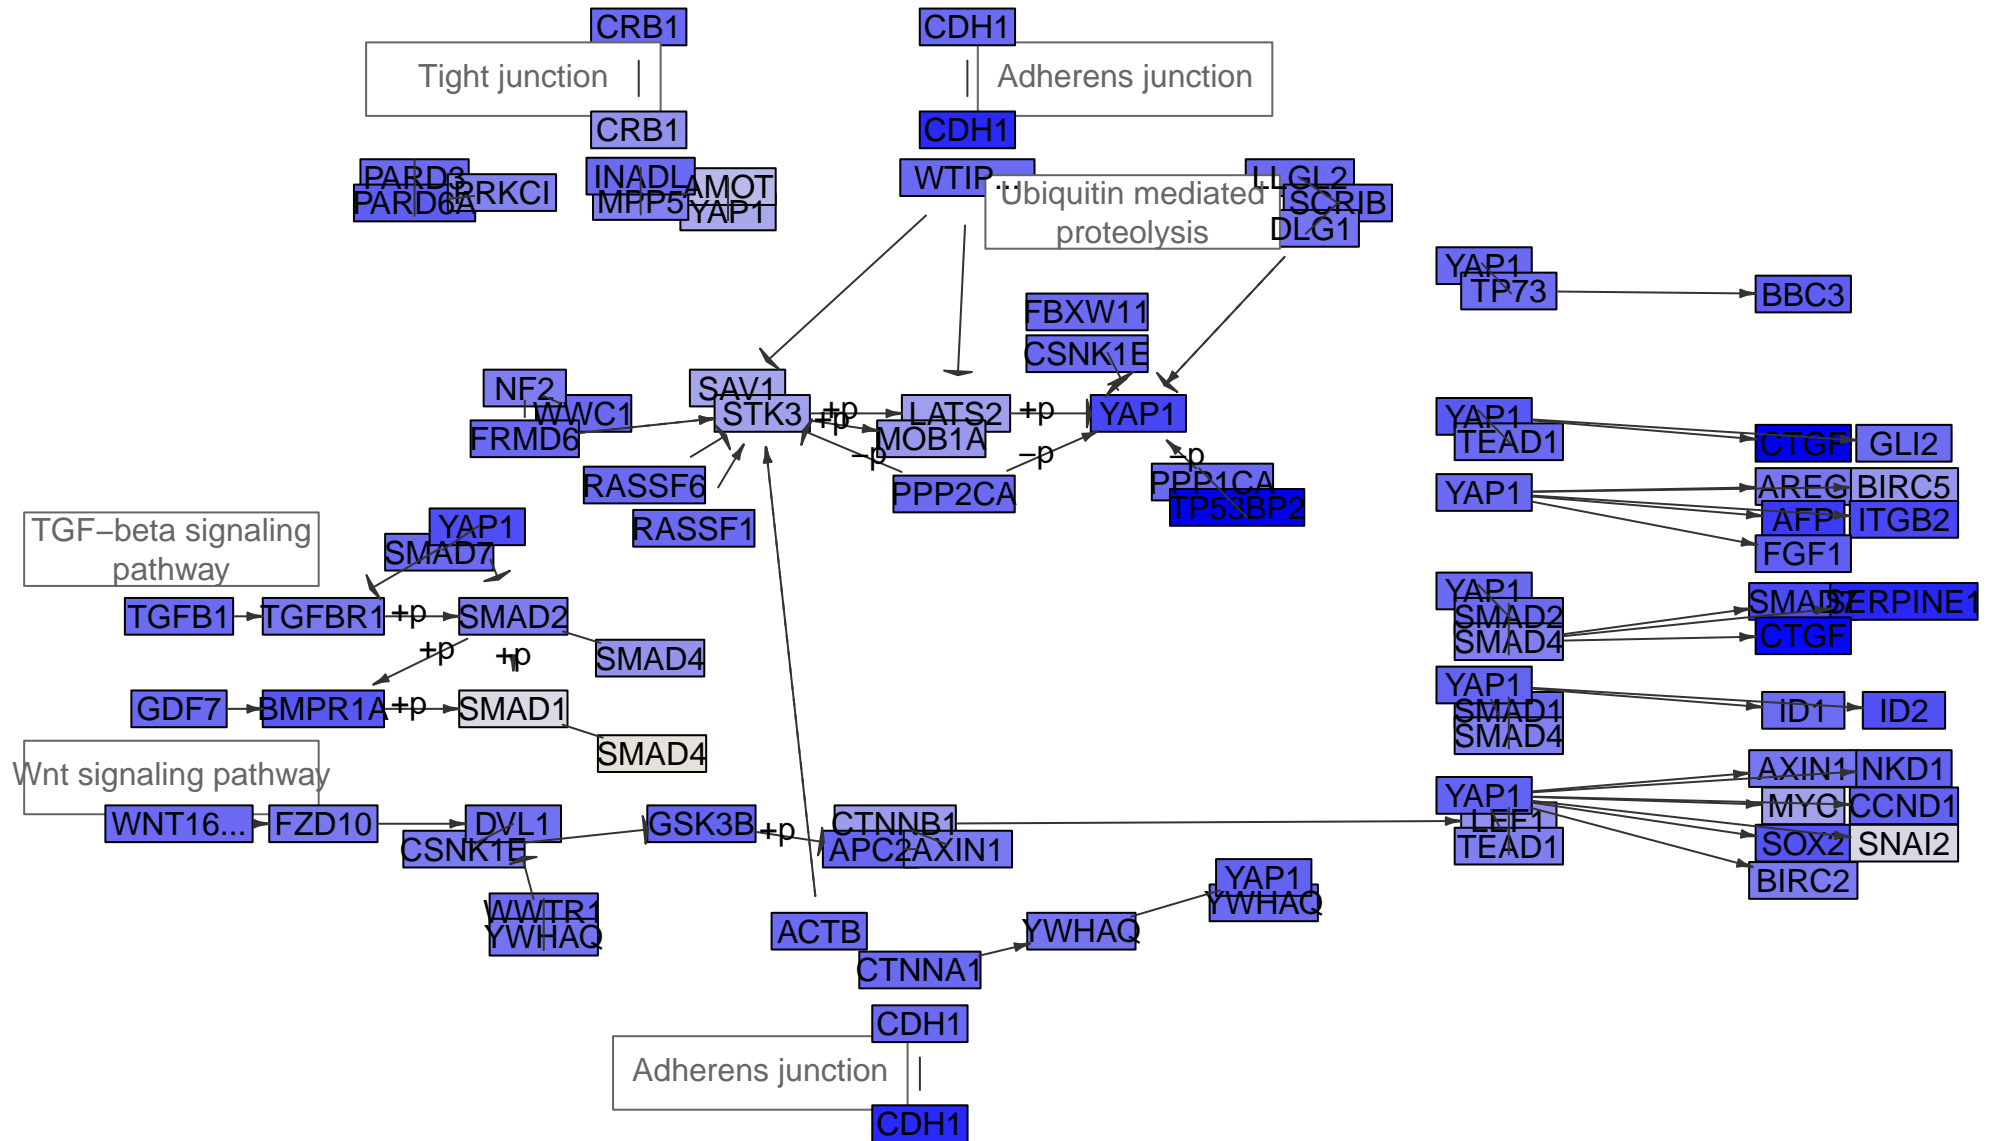 CRB1
CDH1
Tight junction
Adherens junction
CRB1
CDH1
PARD3
PRKCI
PARD6A
INADL
AMOT
MPP5
YAP1
WTIP...
LLGL2
Ubiquitin mediated
proteolysis
SCRIB
DLG1
YAP1
TP73
BBC3
FBXW11
CSNK1E
NF2
WWC1
FRMD6
SAV1
STK3
+p
+p
LATS2
MOB1A
+p
YAP1
−p
−p
−p
RASSF6
RASSF1
PPP2CA
PPP1CA
TP53BP2
YAP1
TEAD1
CTGF
GLI2
YAP1
AREG
BIRC5
AFP
ITGB2
FGF1
TGF−beta signaling
pathway
YAP1
SMAD7
TGFB1
TGFBR1
+p
SMAD2
+p
+p
SMAD4
GDF7
BMPR1A
+p
SMAD1
SMAD4
YAP1
SMAD2
SMAD4
SMAD7
SERPINE1
CTGF
YAP1
SMAD1
SMAD4
ID1
ID2
Wnt signaling pathway
WNT16...
FZD10
DVL1
CSNK1E
GSK3B
+p
CTNNB1
APC2
AXIN1
YAP1
LEF1
TEAD1
AXIN1
NKD1
MYC
CCND1
SOX2
SNAI2
BIRC2
WWTR1
YWHAQ
ACTB
CTNNA1
YWHAQ
YAP1
YWHAQ
CDH1
Adherens junction
CDH1